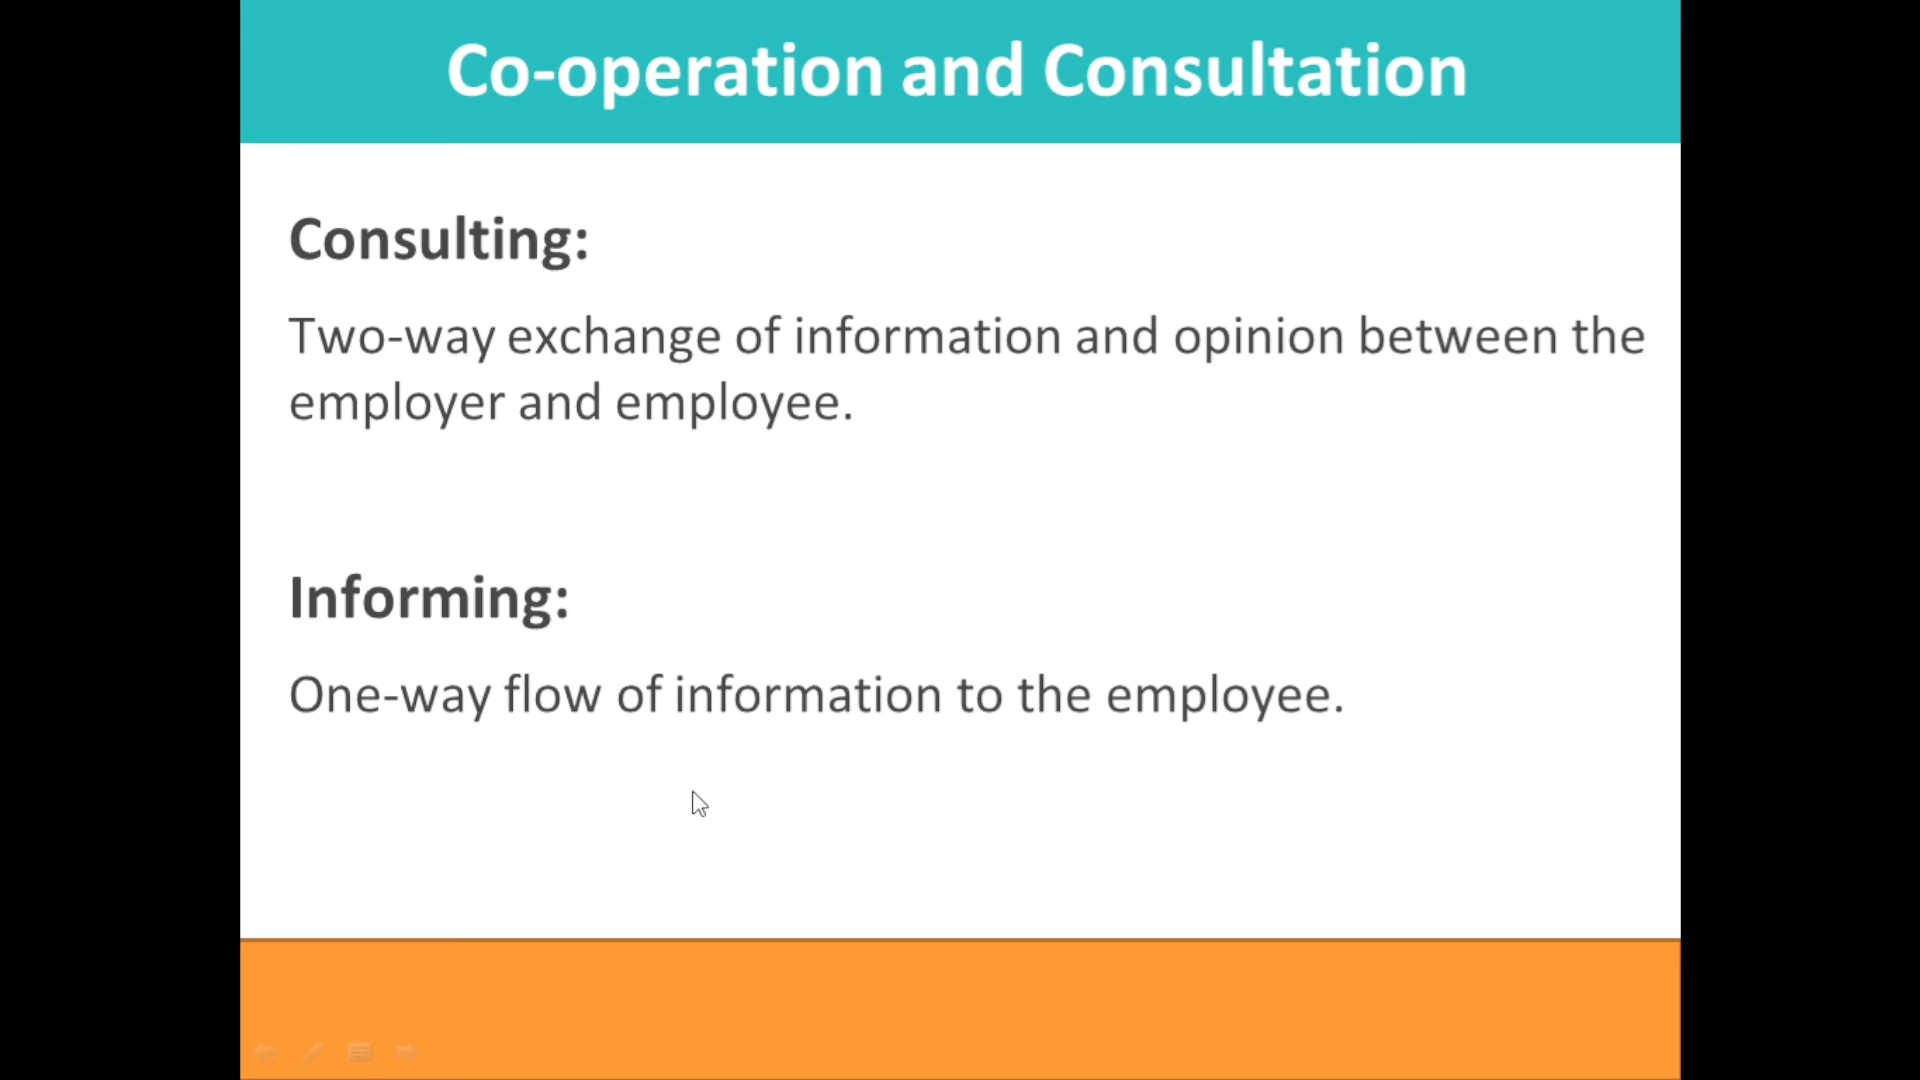 Co-operation and Consultation
Consulting:
Two-way exchange of information and opinion between the
employer and employee.
Informing:
One-way flow of information to the employee.